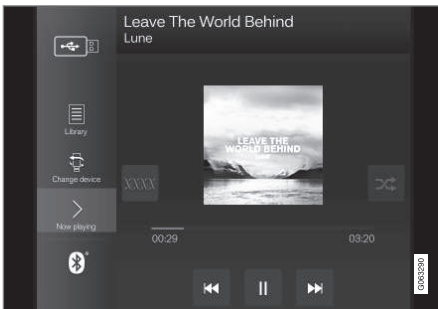 Leave The World Behind
Lune
Library
Change device
Now playing
LEAVE THE
WORLD BEHIND
LUNE
XXXX
00:29
03:20
G063290